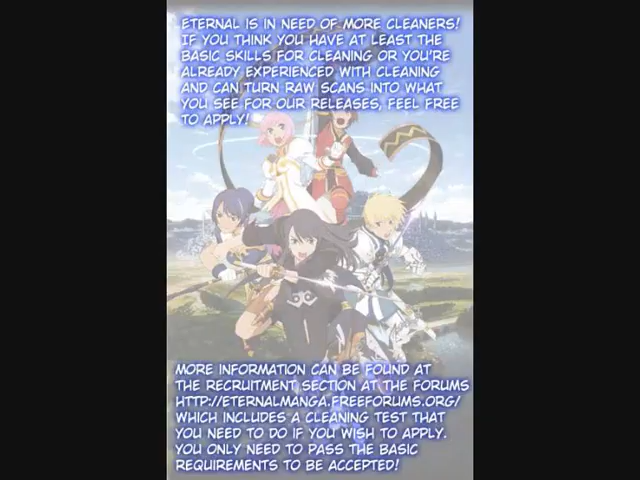 ETERNAL IS IN NEED OF MORE CLEANERS!
IF YOU THINK YOU HAVE AT LEAST THE
BASIC SKILLS FOR CLEANING OR YOU'RE
ALREADY EXPERIENCED WITH CLEANING
AND CAN TURN RAW SCANS INTO WHAT
YOU SEE FOR OUR RELEASES, FEEL FREE
TO APPLY!
MORE INFORMATION CAN BE FOUND AT
THE RECRUITMENT SECTION AT THE FORUMS
HTTP://ETERNALMANGA.FREEFORUMS.ORG/
WHICH INCLUDES A CLEANING TEST THAT
YOU NEED TO DO IF YOU WISH TO APPLY.
YOU ONLY NEED TO PASS THE BASIC
REQUIREMENTS TO BE ACCEPTED!